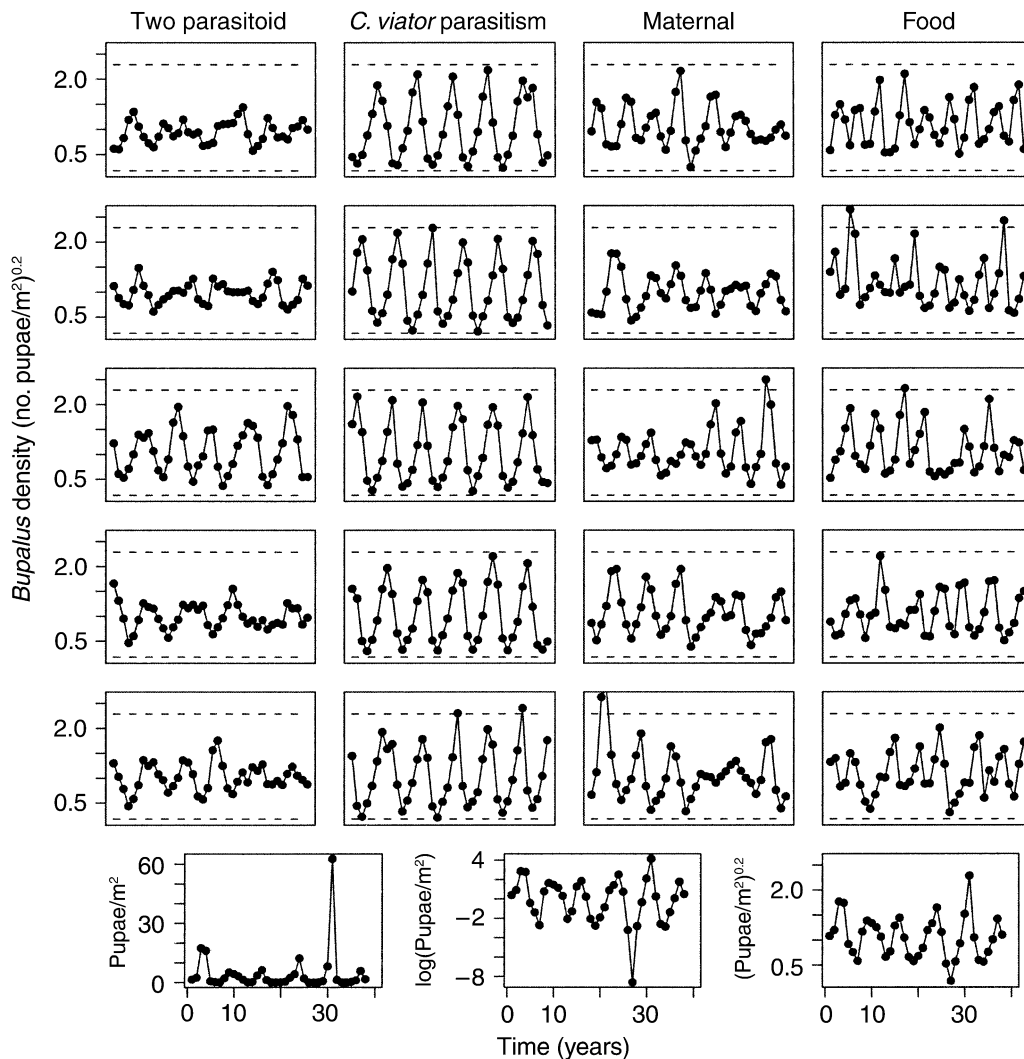 Two parasitoid C. viator parasitism Maternal Food
2.0
0.5
2.0
0.5
2.0
0.5
2.0
0.5
2.0
0.5
Bupalus density (no. pupae/m²)^0.2
Pupae/m²
60
30
0
0 10 30
log(Pupae/m²)
4
−2
−8
0 10 30
(Pupae/m²)^0.2
2.0
0.5
0 10 30
Time (years)